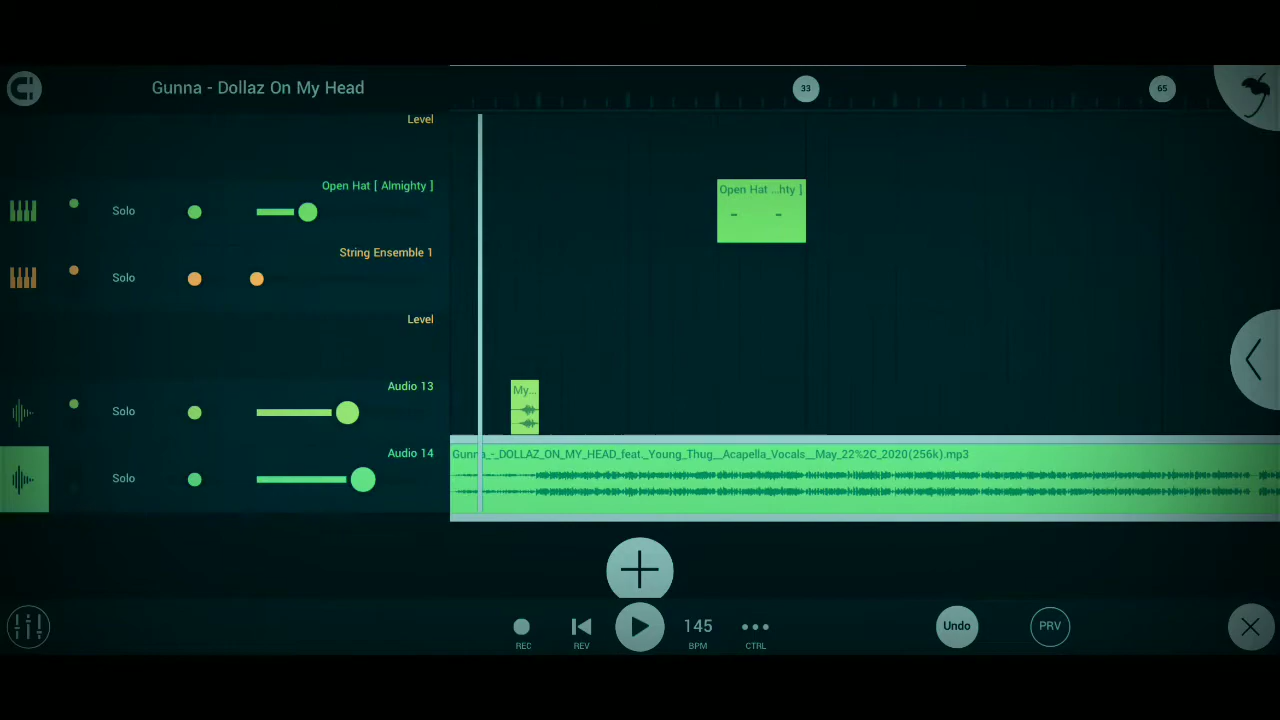 Gunna - Dollaz On My Head
33
65
Level
Open Hat [ Almighty ]
Open Hat ...hty ]
Solo
String Ensemble 1
Solo
Level
Audio 13
My...
Solo
Audio 14
Gunna_-_DOLLAZ_ON_MY_HEAD_feat._Young_Thug__Acapella_Vocals__May_22%2C_2020(256k).mp3
Solo
145
Undo
PRV
REC
REV
BPM
CTRL